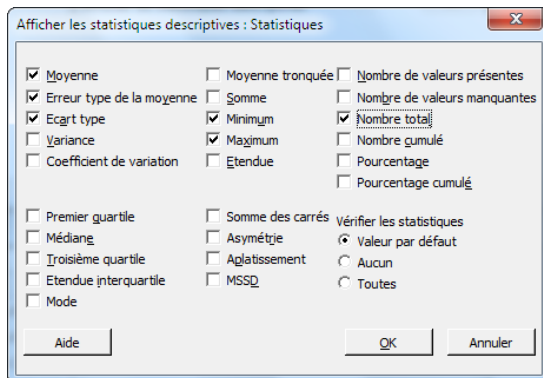 Afficher les statistiques descriptives : Statistiques
Moyenne
Moyenne tronquée
Nombre de valeurs présentes
Erreur type de la moyenne
Somme
Nombre de valeurs manquantes
Ecart type
Minimum
Nombre total
Variance
Maximum
Nombre cumulé
Coefficient de variation
Etendue
Pourcentage
Pourcentage cumulé
Premier quartile
Somme des carrés
Vérifier les statistiques
Médiane
Asymétrie
Valeur par défaut
Troisième quartile
Aplatissement
Aucun
Etendue interquartile
MSSD
Toutes
Mode
Aide
OK
Annuler